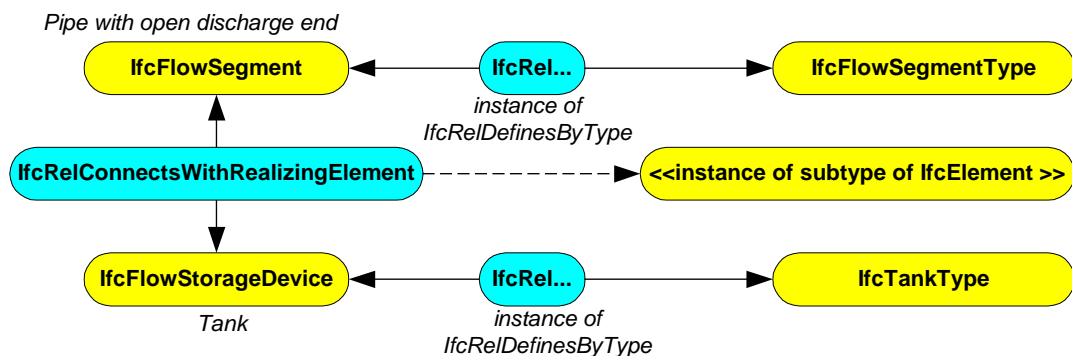 Pipe with open discharge end
IfcFlowSegment
IfcRel...
IfcFlowSegmentType
instance of
IfcRelDefinesByType
IfcRelConnectsWithRealizingElement
<<instance of subtype of IfcElement >>
IfcFlowStorageDevice
IfcRel...
IfcTankType
Tank
instance of
IfcRelDefinesByType